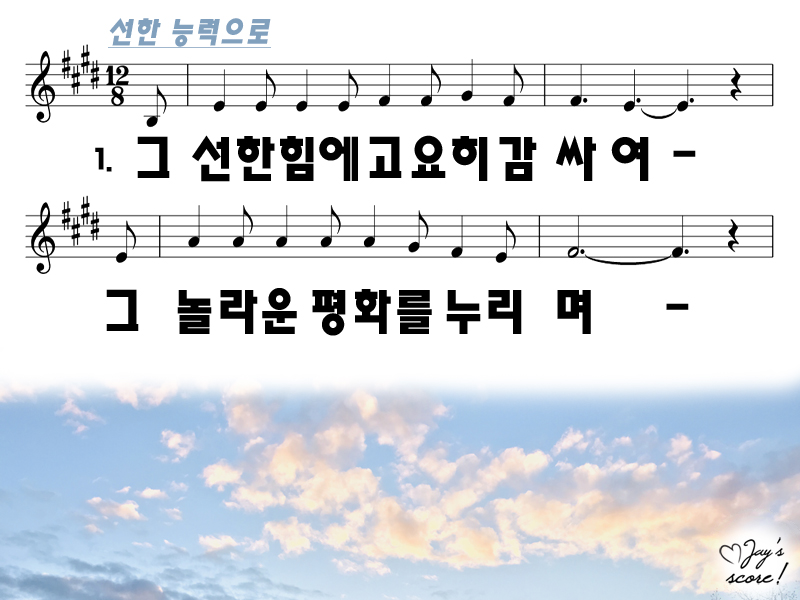 선한 능력으로
12
8
1. 그 선한힘에고요히감 싸 여 -
그 놀라운 평화를 누리 며 -
Jay's
score!